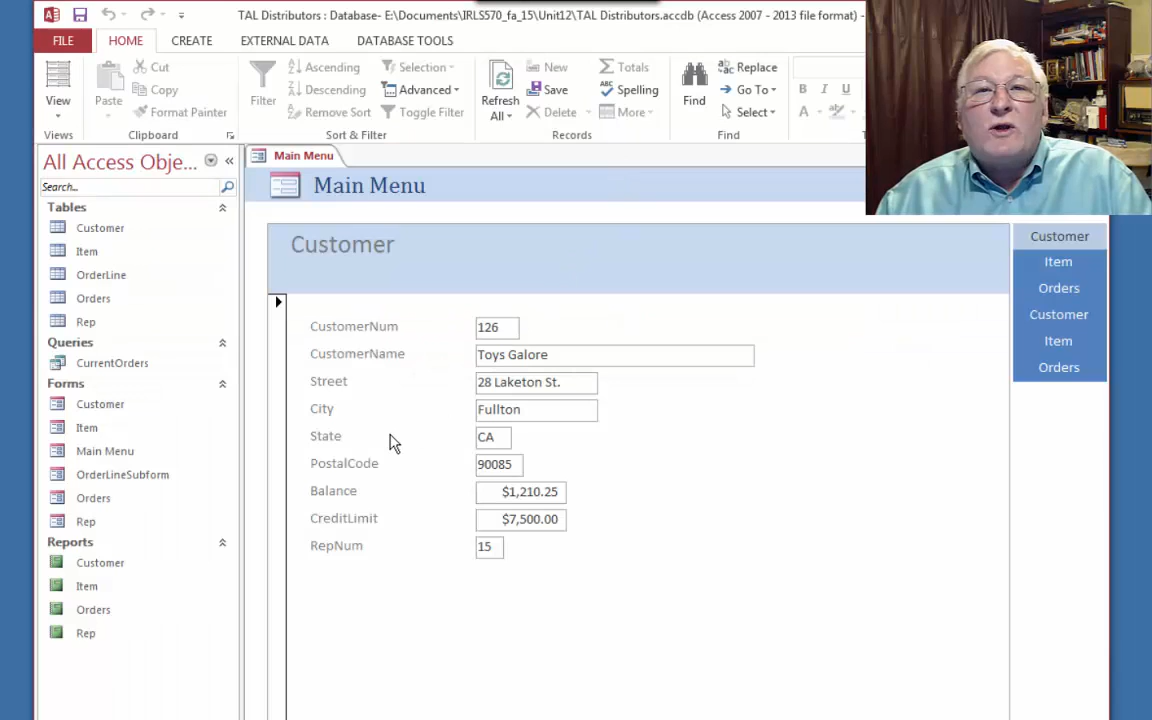 TAL Distributors : Database- E:\Documents\IRLS570_fa_15\Unit12\TAL Distributors.accdb (Access 2007 - 2013 file format) -
FILE HOME CREATE EXTERNAL DATA DATABASE TOOLS
View
Views
Paste
Cut
Copy
Format Painter
Clipboard
Filter
Ascending
Descending
Remove Sort
Selection
Advanced
Toggle Filter
Sort & Filter
Refresh
All
New
Save
Delete
Totals
Spelling
More
Records
Find
Replace
Go To
Select
Find
B I U
A
All Access Obje...
Search...
Tables
Customer
Item
OrderLine
Orders
Rep
Queries
CurrentOrders
Forms
Customer
Item
Main Menu
OrderLineSubform
Orders
Rep
Reports
Customer
Item
Orders
Rep
Main Menu
Main Menu
Customer
CustomerNum 126
CustomerName Toys Galore
Street 28 Laketon St.
City Fullton
State CA
PostalCode 90085
Balance $1,210.25
CreditLimit $7,500.00
RepNum 15
Customer
Item
Orders
Customer
Item
Orders